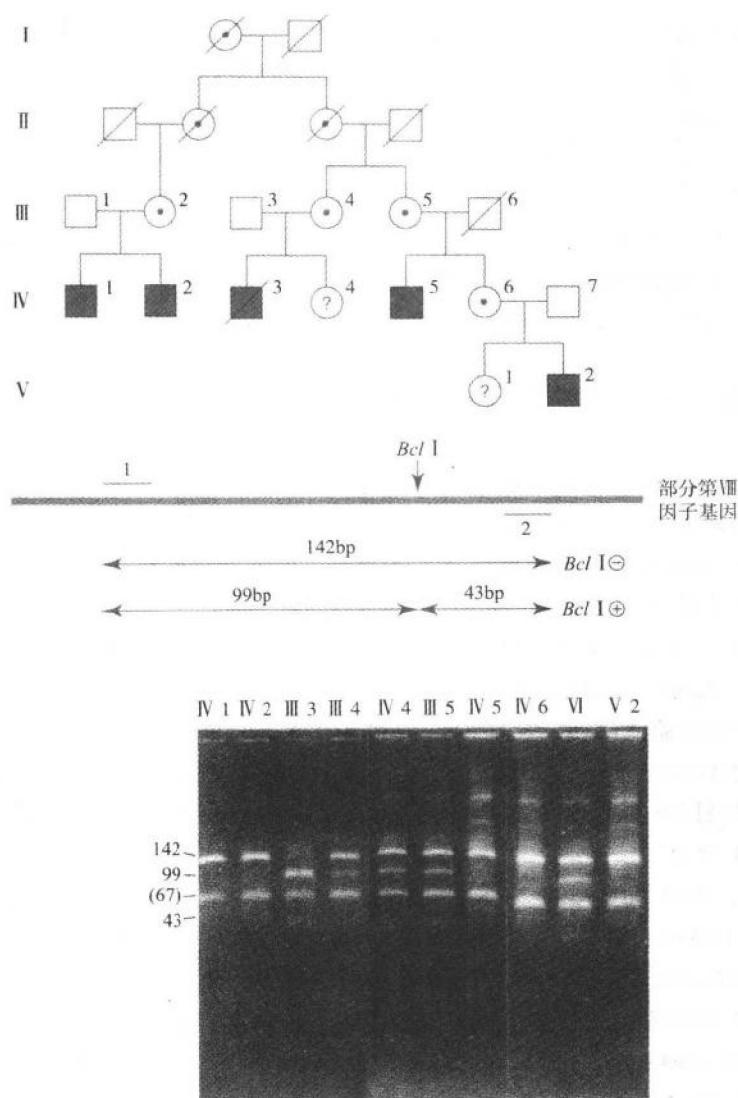 I
II
III 1 2 3 4 5 6
IV 1 2 3 ? 4 5 6 7
V ? 1 2
Bcl I
1
部分第Ⅷ
因子基因
2
142bp Bcl I ⊖
99bp 43bp Bcl I ⊕
Ⅳ 1 Ⅳ 2 Ⅲ 3 Ⅲ 4 Ⅳ 4 Ⅲ 5 Ⅳ 5 Ⅳ 6 Ⅵ Ⅴ 2
142
99
(67)
43